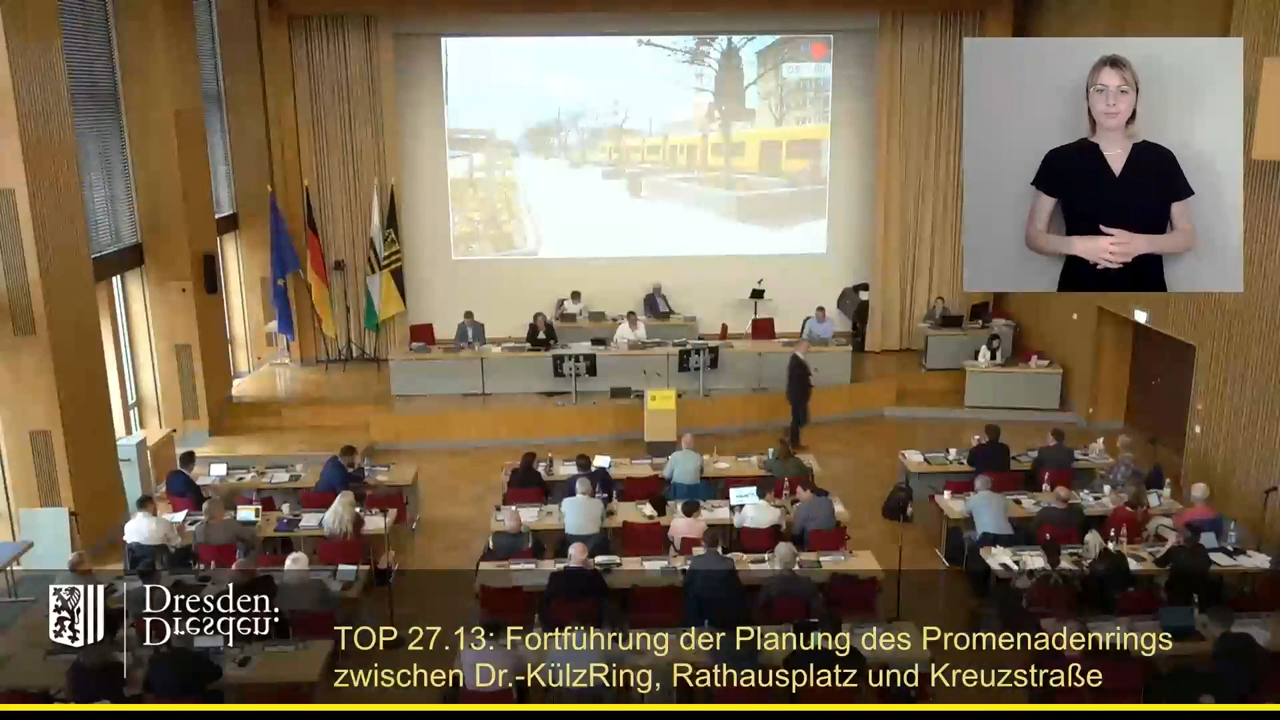 Dresden.
Dresden.
TOP 27.13: Fortführung der Planung des Promenadenrings
zwischen Dr.-KülzRing, Rathausplatz und Kreuzstraße